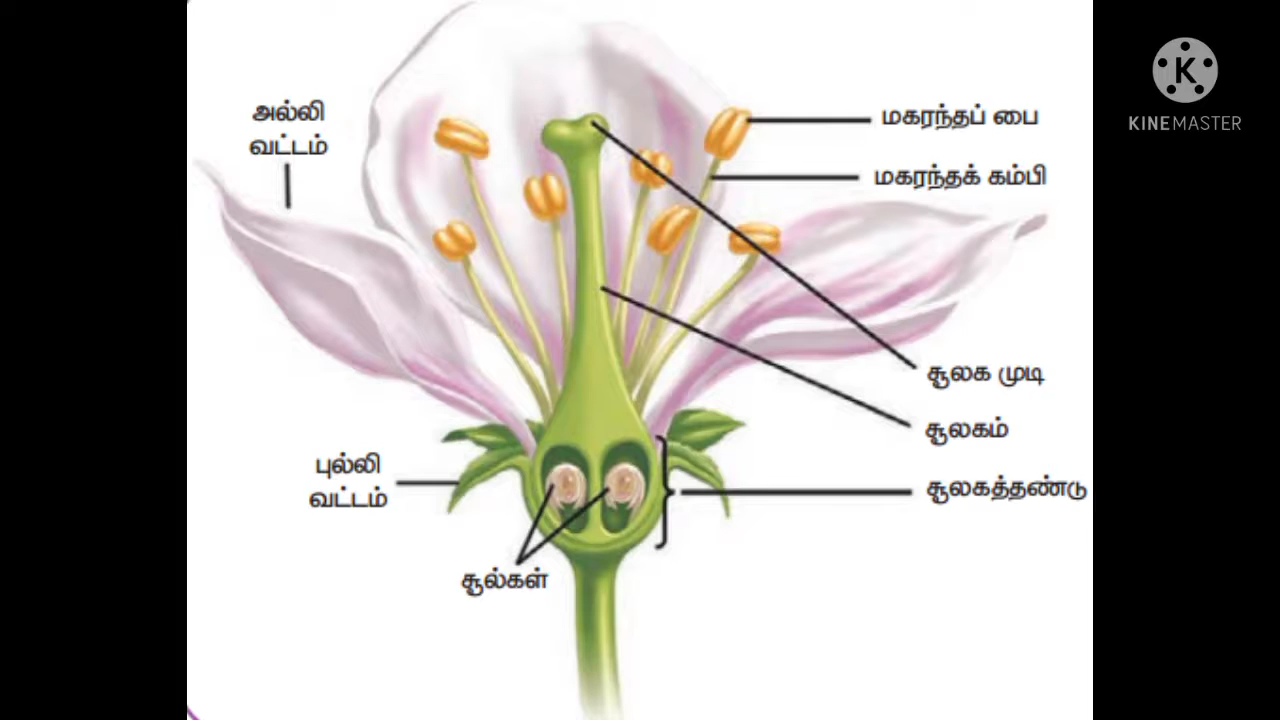 அல்லி
வட்டம்
மகரந்தப் பை
மகரந்தக் கம்பி
சூலக முடி
சூலகம்
சூலகத்தண்டு
புல்லி
வட்டம்
சூல்கள்
K
KINEMASTER